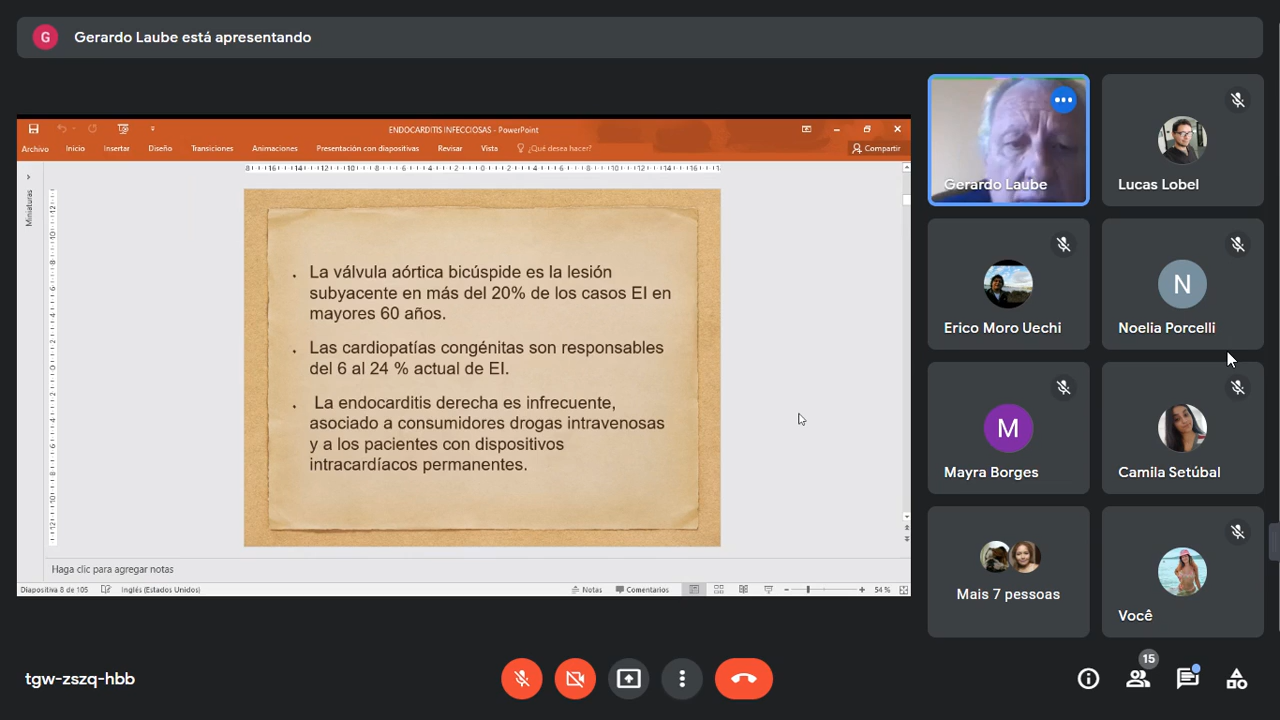 G Gerardo Laube está apresentando
ENDOCARDITIS INFECCIOSAS - PowerPoint
Archivo Inicio Insertar Diseño Transiciones Animaciones Presentación con diapositivas Revisar Vista ¿Qué desea hacer? Compartir
Miniaturas
. La válvula aórtica bicúspide es la lesión
subyacente en más del 20% de los casos EI en
mayores 60 años.
. Las cardiopatías congénitas son responsables
del 6 al 24 % actual de EI.
. La endocarditis derecha es infrecuente,
asociado a consumidores drogas intravenosas
y a los pacientes con dispositivos
intracardíacos permanentes.
Haga clic para agregar notas
Diapositiva 8 de 105 Inglés (Estados Unidos) Notas Comentarios 54 %
Gerardo Laube
Lucas Lobel
Erico Moro Uechi
N
Noelia Porcelli
M
Mayra Borges
Camila Setúbal
Mais 7 pessoas
Você
tgw-zszq-hbb
15